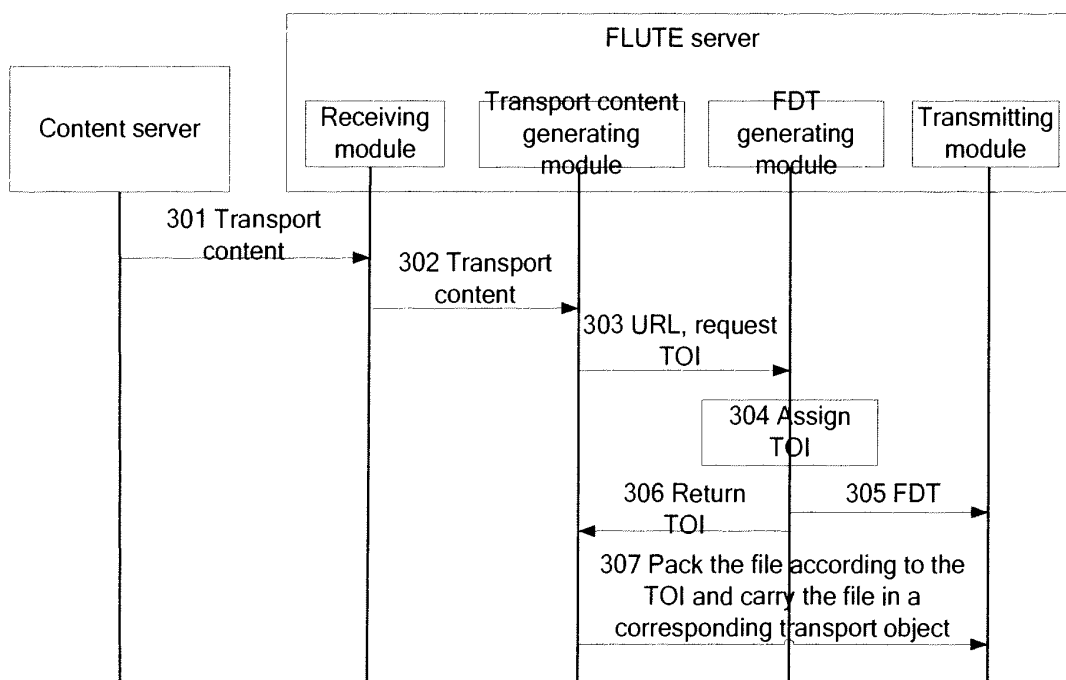 FLUTE server
Content server
Receiving
module
Transport content
generating
module
FDT
generating
module
Transmitting
module
301 Transport
content
302 Transport
content
303 URL, request
TOI
304 Assign
TOI
306 Return
TOI
305 FDT
307 Pack the file according to the
TOI and carry the file in a
corresponding transport object